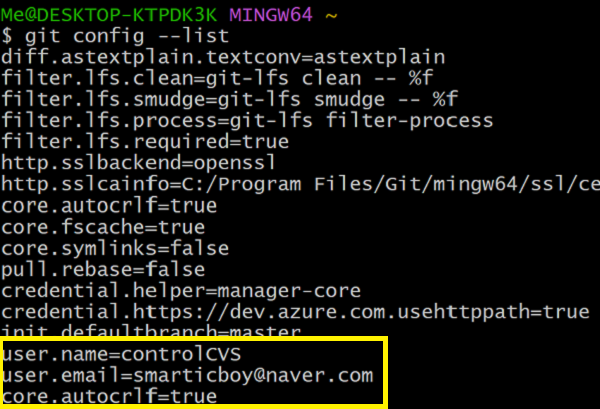 Me@DESKTOP-KTPDK3K MINGW64 ~
$ git config --list
diff.astextplain.textconv=astextplain
filter.lfs.clean=git-lfs clean -- %f
filter.lfs.smudge=git-lfs smudge -- %f
filter.lfs.process=git-lfs filter-process
filter.lfs.required=true
http.sslbackend=openssl
http.sslcainfo=C:/Program Files/Git/mingw64/ssl/ce
core.autocrlf=true
core.fscache=true
core.symlinks=false
pull.rebase=false
credential.helper=manager-core
credential.https://dev.azure.com.usehttppath=true
init.defaultbranch=master
user.name=controlCVS
user.email=smarticboy@naver.com
core.autocrlf=true